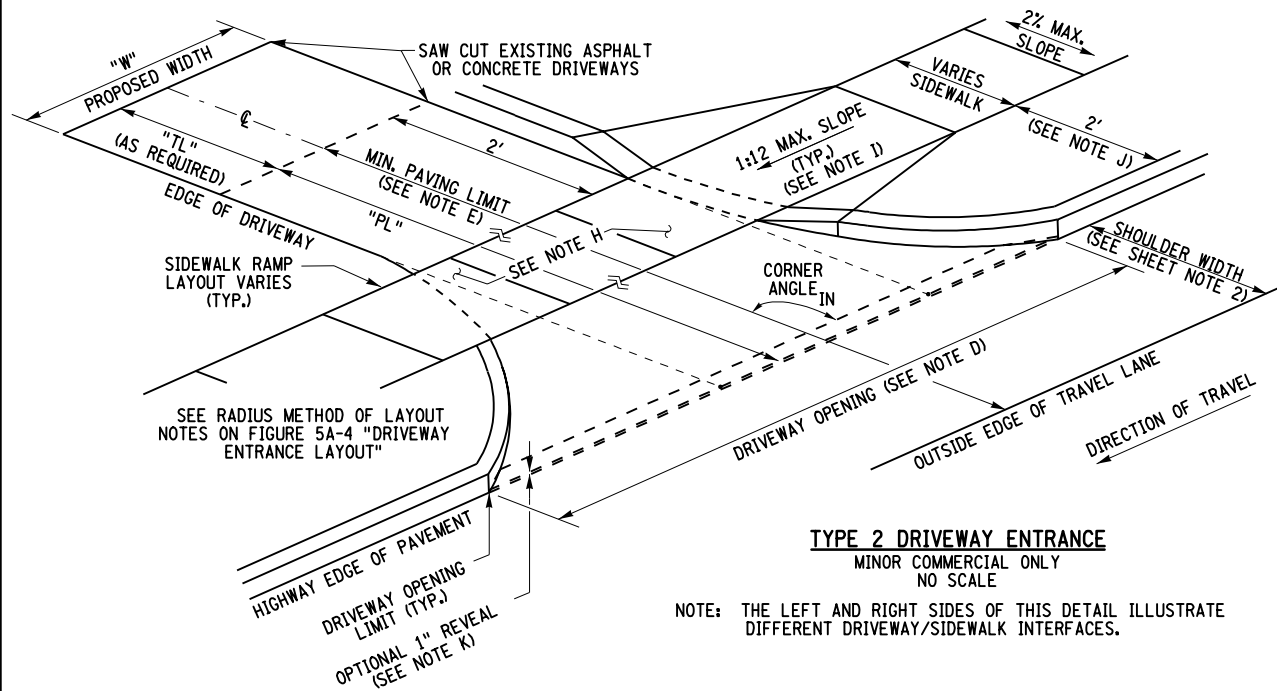 "W"
PROPOSED WIDTH
SAW CUT EXISTING ASPHALT
OR CONCRETE DRIVEWAYS
2% MAX.
SLOPE
VARIES
SIDEWALK
2'
(SEE NOTE J)
℄
"TL"
(AS REQUIRED)
EDGE OF DRIVEWAY
2'
MIN. PAVING LIMIT
(SEE NOTE E)
"PL"
1:12 MAX. SLOPE
(TYP.)
(SEE NOTE I)
SEE NOTE H
SIDEWALK RAMP
LAYOUT VARIES
(TYP.)
CORNER
ANGLE
IN
SHOULDER WIDTH
(SEE SHEET NOTE 2)
DRIVEWAY OPENING (SEE NOTE D)
OUTSIDE EDGE OF TRAVEL LANE
DIRECTION OF TRAVEL
SEE RADIUS METHOD OF LAYOUT
NOTES ON FIGURE 5A-4 "DRIVEWAY
ENTRANCE LAYOUT"
HIGHWAY EDGE OF PAVEMENT
DRIVEWAY OPENING
LIMIT (TYP.)
OPTIONAL 1" REVEAL
(SEE NOTE K)
TYPE 2 DRIVEWAY ENTRANCE
MINOR COMMERCIAL ONLY
NO SCALE
NOTE: THE LEFT AND RIGHT SIDES OF THIS DETAIL ILLUSTRATE
DIFFERENT DRIVEWAY/SIDEWALK INTERFACES.